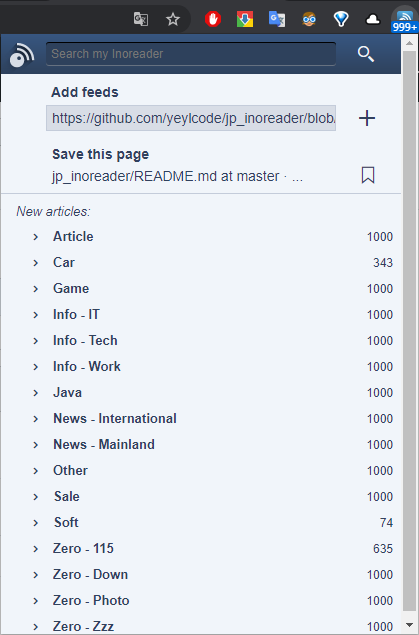 999+
Search my Inoreader
Add feeds
https://github.com/yeylcode/jp_inoreader/blob/
Save this page
jp_inoreader/README.md at master · ...
New articles:
Article 1000
Car 343
Game 1000
Info - IT 1000
Info - Tech 1000
Info - Work 1000
Java 1000
News - International 1000
News - Mainland 1000
Other 1000
Sale 1000
Soft 74
Zero - 115 635
Zero - Down 1000
Zero - Photo 1000
Zero - Zzz 1000